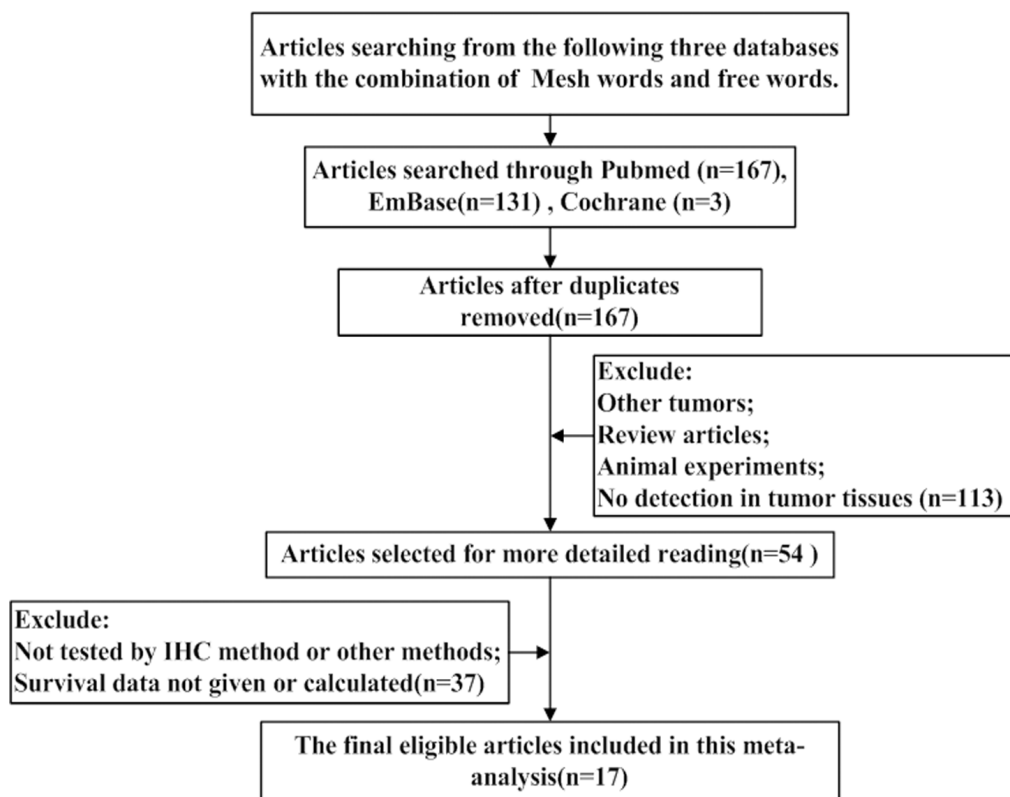 Articles searching from the following three databases
with the combination of Mesh words and free words.
Articles searched through Pubmed (n=167),
EmBase(n=131) , Cochrane (n=3)
Articles after duplicates
removed(n=167)
Exclude:
Other tumors;
Review articles;
Animal experiments;
No detection in tumor tissues (n=113)
Articles selected for more detailed reading(n=54 )
Exclude:
Not tested by IHC method or other methods;
Survival data not given or calculated(n=37)
The final eligible articles included in this meta-
analysis(n=17)